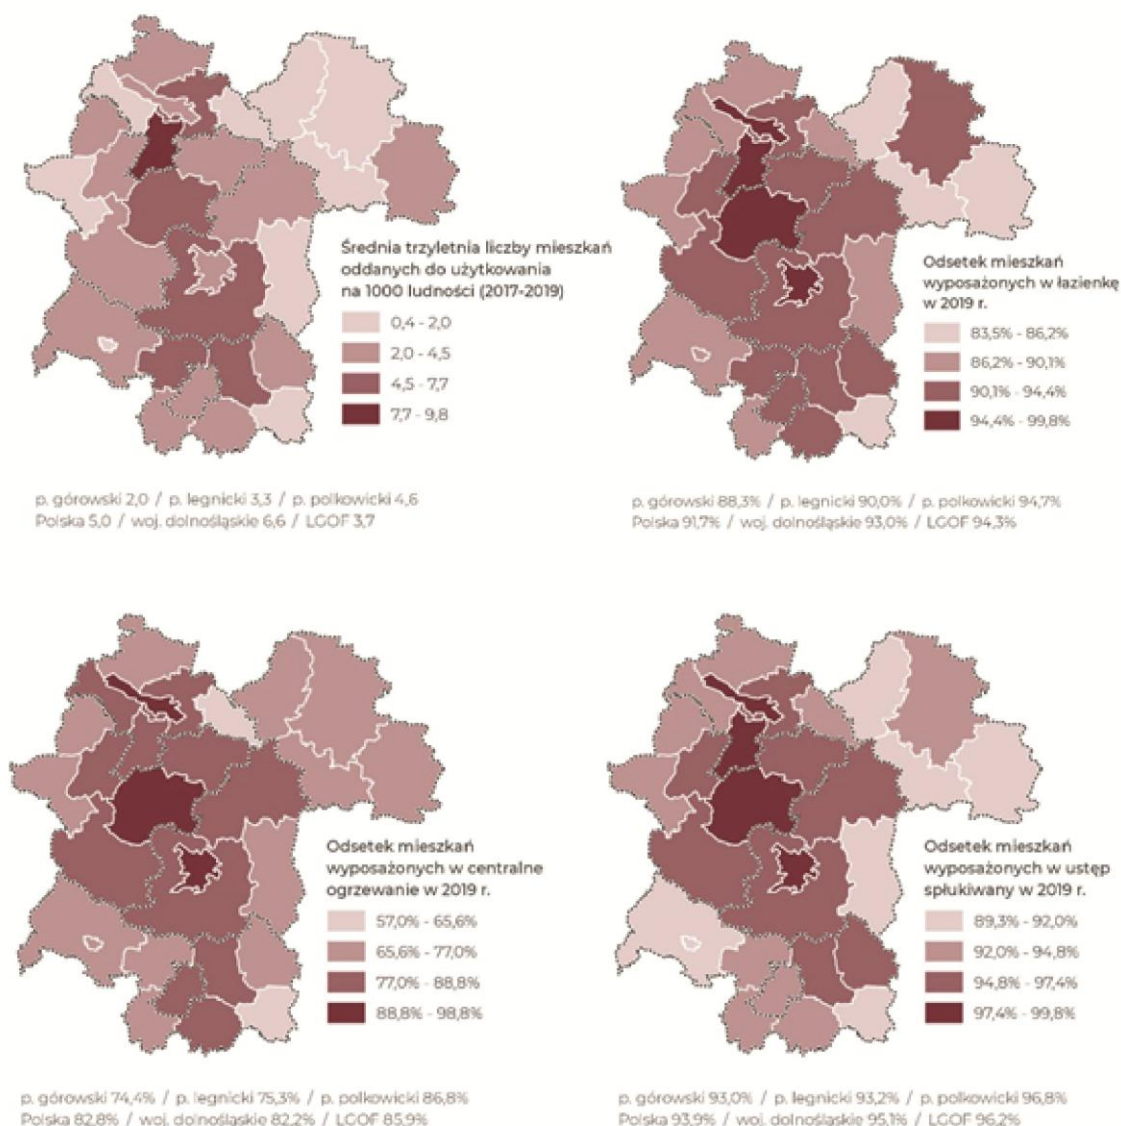 Średnia trzyletnia liczby mieszkań
oddanych do użytkowania
na 1000 ludności (2017-2019)
0,4 - 2,0
2,0 - 4,5
4,5 - 7,7
7,7 - 9,8
p. górowski 2,0 / p. legnicki 3,3 / p. polkowicki 4,6
Polska 5,0 / woj. dolnośląskie 6,6 / LGOF 3,7
Odsetek mieszkań
wyposażonych w łazienkę
w 2019 r.
83,5% - 86,2%
86,2% - 90,1%
90,1% - 94,4%
94,4% - 99,8%
p. górowski 88,3% / p. legnicki 90,0% / p. polkowicki 94,7%
Polska 91,7% / woj. dolnośląskie 93,0% / LGOF 94,3%
Odsetek mieszkań
wyposażonych w centralne
ogrzewanie w 2019 r.
57,0% - 65,6%
65,6% - 77,0%
77,0% - 88,8%
88,8% - 98,8%
p. górowski 74,4% / p. legnicki 75,3% / p. polkowicki 86,8%
Polska 82,8% / woj. dolnośląskie 82,2% / LGOF 85,9%
Odsetek mieszkań
wyposażonych w ustęp
spłukiwany w 2019 r.
89,3% - 92,0%
92,0% - 94,8%
94,8% - 97,4%
97,4% - 99,8%
p. górowski 93,0% / p. legnicki 93,2% / p. polkowicki 96,8%
Polska 93,9% / woj. dolnośląskie 95,1% / LGOF 96,2%